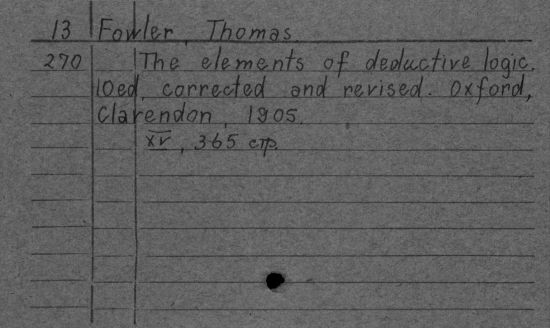 13 Fowler, Thomas.
270 The elements of deductive logic.
10ed. corrected and revised. Oxford,
Clarendon, 1905.
XV, 365 стр.